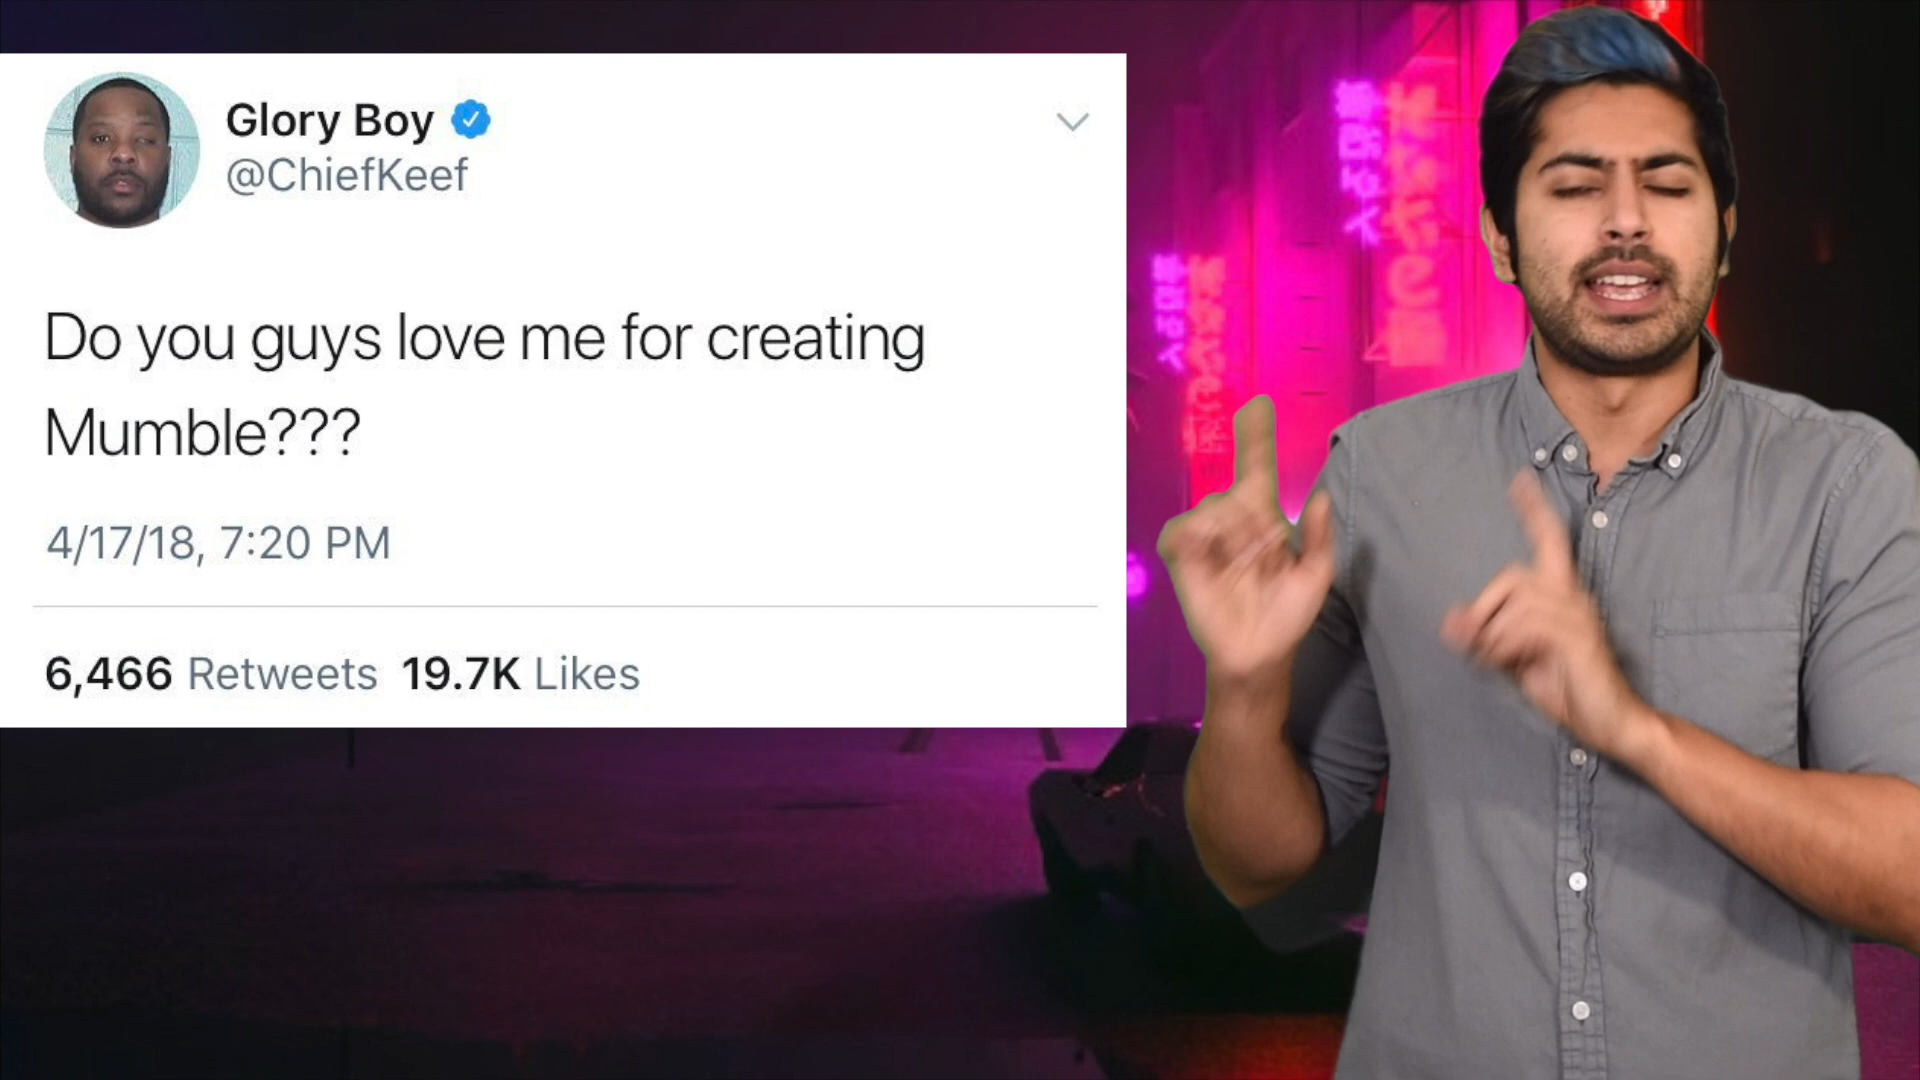 Glory Boy
@ChiefKeef
Do you guys love me for creating
Mumble???
4/17/18, 7:20 PM
6,466 Retweets 19.7K Likes